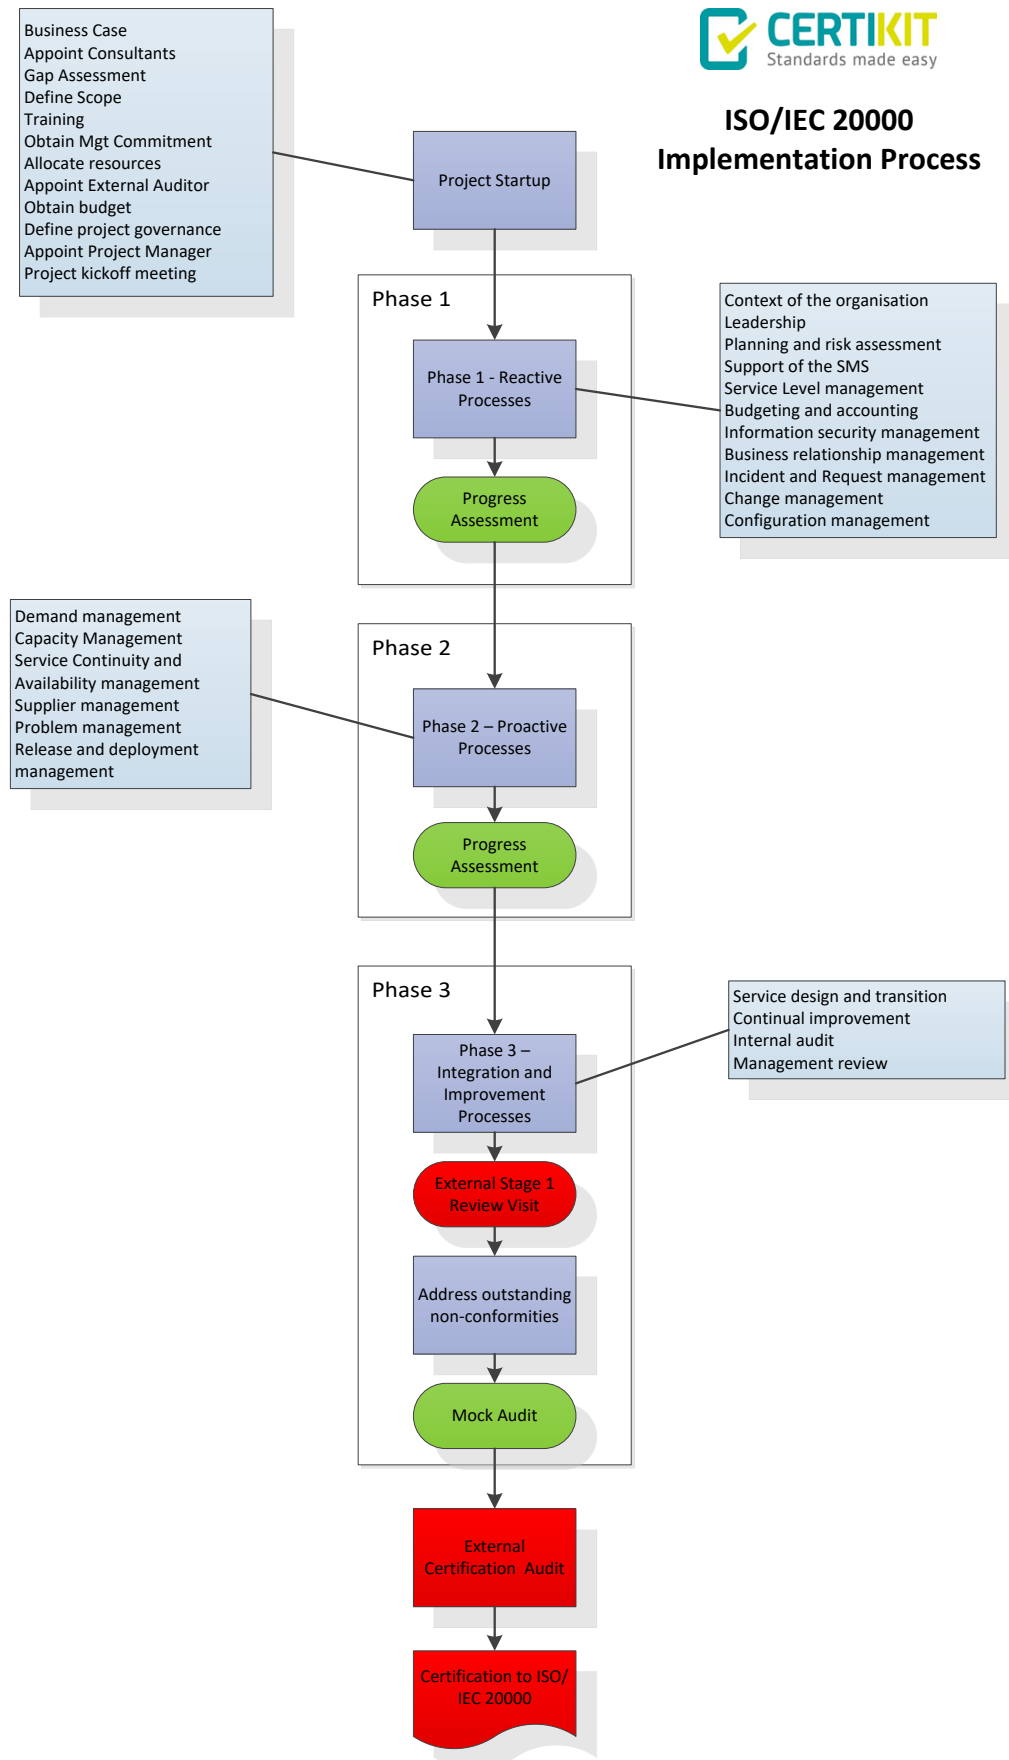 CERTIKIT
Standards made easy
ISO/IEC 20000
Implementation Process
Business Case
Appoint Consultants
Gap Assessment
Define Scope
Training
Obtain Mgt Commitment
Allocate resources
Appoint External Auditor
Obtain budget
Define project governance
Appoint Project Manager
Project kickoff meeting
Project Startup
Phase 1
Phase 1 - Reactive
Processes
Context of the organisation
Leadership
Planning and risk assessment
Support of the SMS
Service Level management
Budgeting and accounting
Information security management
Business relationship management
Incident and Request management
Change management
Configuration management
Progress
Assessment
Demand management
Capacity Management
Service Continuity and
Availability management
Supplier management
Problem management
Release and deployment
management
Phase 2
Phase 2 – Proactive
Processes
Progress
Assessment
Phase 3
Phase 3 –
Integration and
Improvement
Processes
Service design and transition
Continual improvement
Internal audit
Management review
External Stage 1
Review Visit
Address outstanding
non-conformities
Mock Audit
External
Certification  Audit
Certification to ISO/
IEC 20000